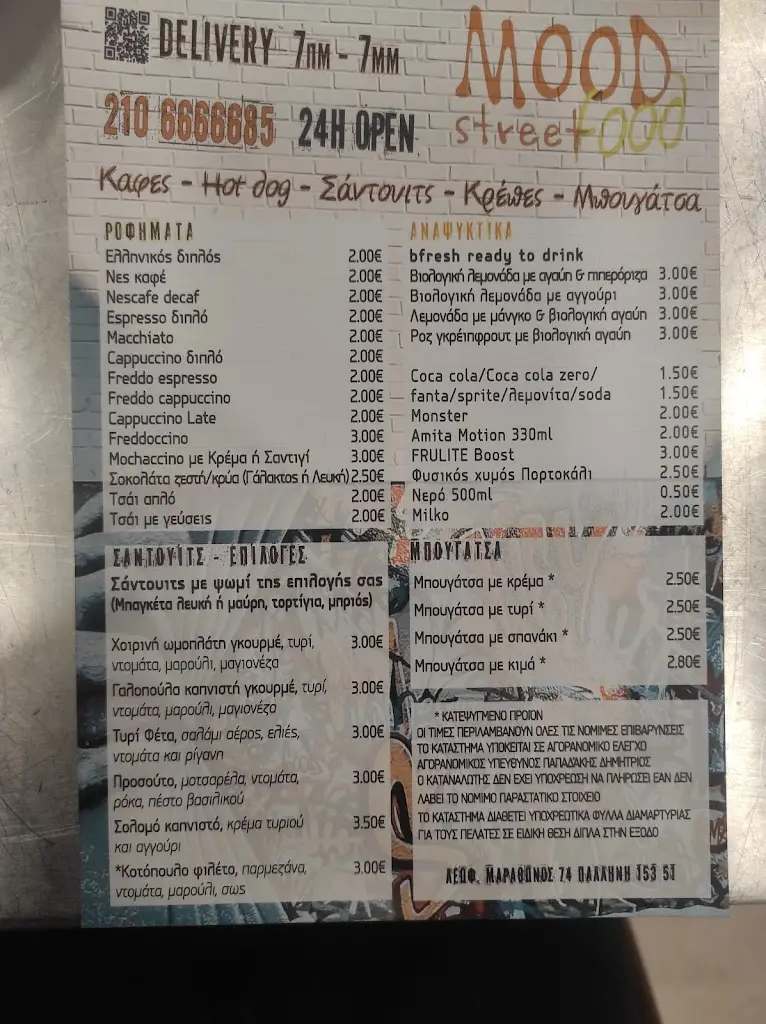 DELIVERY 7ΠΜ - 7ΜΜ
210 6666685 24H OPEN
MOOD
street food
Καφες - Hot dog - Σάντουιτς - Κρέπες - Μπουγάτσα
ΡΟΦΗΜΑΤΑ
Ελληνικός διπλός 2.00€
Νες καφέ 2.00€
Nescafe decaf 2.00€
Espresso διπλό 2.00€
Macchiato 2.00€
Cappuccino διπλό 2.00€
Freddo espresso 2.00€
Freddo cappuccino 2.00€
Cappuccino Late 2.00€
Freddoccino 3.00€
Mochaccino με Κρέμα ή Σαντιγί 3.00€
Σοκολάτα ζεστή/κρύα (Γάλακτος ή Λευκή) 2.50€
Τσάι απλό 2.00€
Τσάι με γεύσεις 2.00€
ΑΝΑΨΥΚΤΙΚΑ
bfresh ready to drink
Βιολογική λεμονάδα με αγαύη & πιπερόριζα 3.00€
Βιολογική λεμονάδα με αγγούρι 3.00€
Λεμονάδα με μάνγκο & βιολογική αγαύη 3.00€
Ροζ γκρέιπφρουτ με βιολογική αγαύη 3.00€
Coca cola/Coca cola zero/ 1.50€
fanta/sprite/λεμονίτα/soda 1.50€
Monster 2.00€
Amita Motion 330ml 2.00€
FRULITE Boost 3.00€
Φυσικός χυμός Πορτοκάλι 2.50€
Νερό 500ml 0.50€
Milko 2.00€
ΣΑΝΤΟΥΙΤΣ - ΕΠΙΛΟΓΕΣ
Σάντουιτς με ψωμί της επιλογής σας
(Μπαγκέτα λευκή ή μαύρη, τορτίγια, μπριός)
Χοιρινή ωμοπλάτη γκουρμέ, τυρί, 3.00€
ντομάτα, μαρούλι, μαγιονέζα
Γαλοπούλα καπνιστή γκουρμέ, τυρί, 3.00€
ντομάτα, μαρούλι, μαγιονέζα
Τυρί Φέτα, σαλάμι αέρος, ελιές, 3.00€
ντομάτα και ρίγανη
Προσούτο, μοτσαρέλα, ντομάτα, 3.00€
ρόκα, πέστο βασιλικού
Σολομό καπνιστό, κρέμα τυριού 3.50€
και αγγούρι
*Κοτόπουλο φιλέτο, παρμεζάνα, 3.00€
ντομάτα, μαρούλι, σως
ΜΠΟΥΓΑΤΣΑ
Μπουγάτσα με κρέμα * 2.50€
Μπουγάτσα με τυρί * 2.50€
Μπουγάτσα με σπανάκι * 2.50€
Μπουγάτσα με κιμά * 2.80€
* ΚΑΤΕΨΥΓΜΕΝΟ ΠΡΟΪΟΝ
ΟΙ ΤΙΜΕΣ ΠΕΡΙΛΑΜΒΑΝΟΥΝ ΟΛΕΣ ΤΙΣ ΝΟΜΙΜΕΣ ΕΠΙΒΑΡΥΝΣΕΙΣ
ΤΟ ΚΑΤΑΣΤΗΜΑ ΥΠΟΚΕΙΤΑΙ ΣΕ ΑΓΟΡΑΝΟΜΙΚΟ ΕΛΕΓΧΟ
ΑΓΟΡΑΝΟΜΙΚΟΣ ΥΠΕΥΘΥΝΟΣ ΠΑΠΑΔΑΚΗΣ ΔΗΜΗΤΡΙΟΣ
Ο ΚΑΤΑΝΑΛΩΤΗΣ ΔΕΝ ΕΧΕΙ ΥΠΟΧΡΕΩΣΗ ΝΑ ΠΛΗΡΩΣΕΙ ΕΑΝ ΔΕΝ
ΛΑΒΕΙ ΤΟ ΝΟΜΙΜΟ ΠΑΡΑΣΤΑΤΙΚΟ ΣΤΟΙΧΕΙΟ
ΤΟ ΚΑΤΑΣΤΗΜΑ ΔΙΑΘΕΤΕΙ ΥΠΟΧΡΕΩΤΙΚΑ ΦΥΛΛΑ ΔΙΑΜΑΡΤΥΡΙΑΣ
ΓΙΑ ΤΟΥΣ ΠΕΛΑΤΕΣ ΣΕ ΕΙΔΙΚΗ ΘΕΣΗ ΔΙΠΛΑ ΣΤΗΝ ΕΞΟΔΟ
ΛΕΩΦ. ΜΑΡΑΘΩΝΟΣ 74 ΠΑΛΛΗΝΗ 153 51